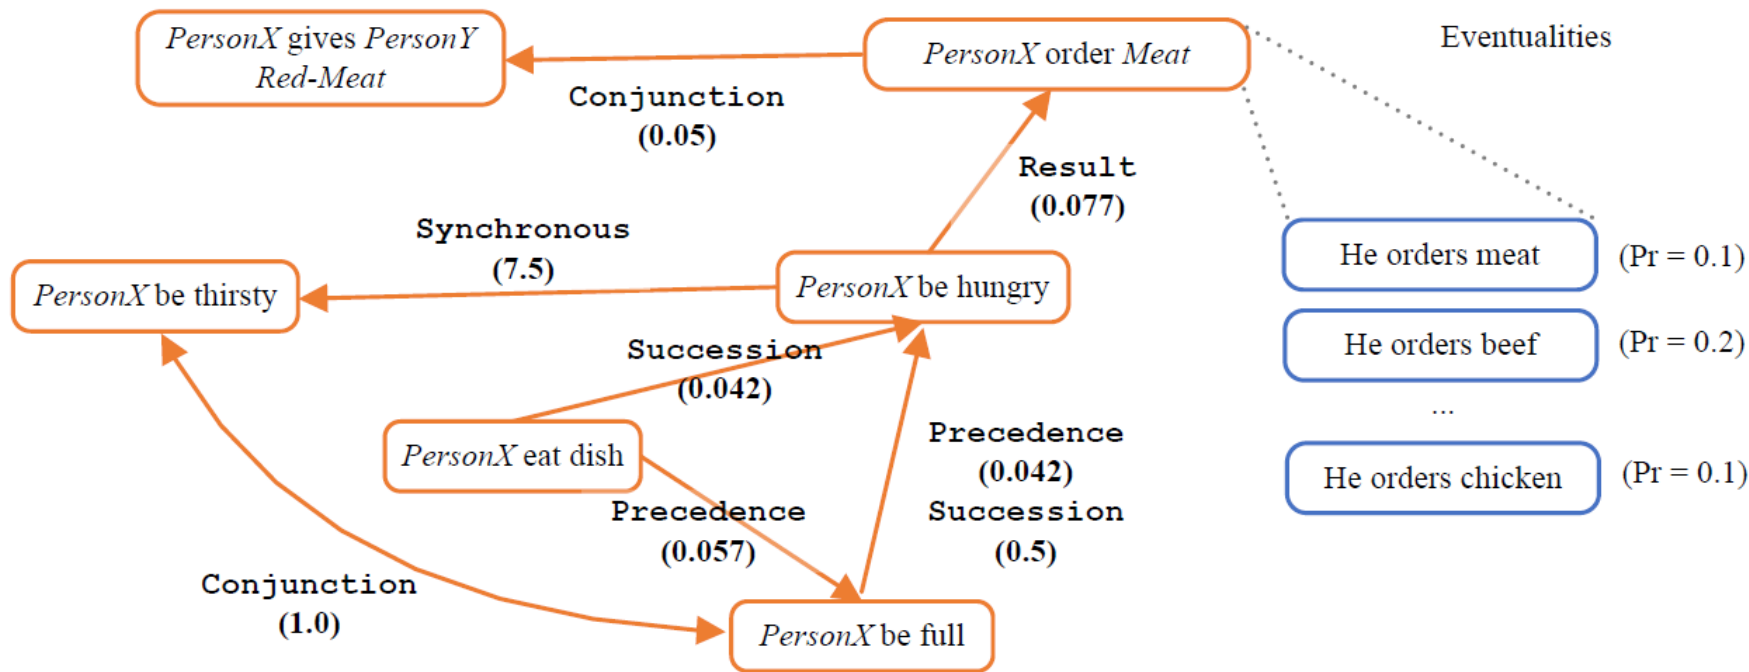 PersonX gives PersonY
Red-Meat
PersonX order Meat
Eventualities
Conjunction
(0.05)
Result
(0.077)
Synchronous
(7.5)
He orders meat
(Pr = 0.1)
PersonX be thirsty
PersonX be hungry
He orders beef
(Pr = 0.2)
Succession
(0.042)
...
PersonX eat dish
Precedence
(0.042)
Succession
(0.5)
He orders chicken
(Pr = 0.1)
Precedence
(0.057)
Conjunction
(1.0)
PersonX be full